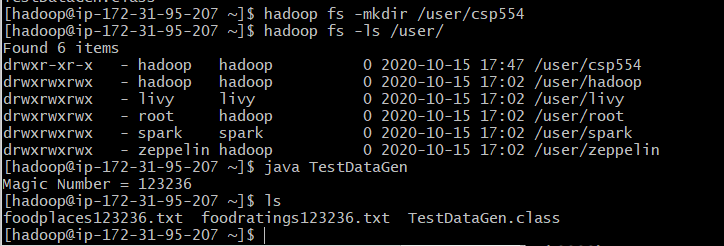 TestDataGen.class
[hadoop@ip-172-31-95-207 ~]$ hadoop fs -mkdir /user/csp554
[hadoop@ip-172-31-95-207 ~]$ hadoop fs -ls /user/
Found 6 items
drwxr-xr-x   - hadoop   hadoop          0 2020-10-15 17:47 /user/csp554
drwxrwxrwx   - hadoop   hadoop          0 2020-10-15 17:02 /user/hadoop
drwxrwxrwx   - livy     livy            0 2020-10-15 17:02 /user/livy
drwxrwxrwx   - root     hadoop          0 2020-10-15 17:02 /user/root
drwxrwxrwx   - spark    spark           0 2020-10-15 17:02 /user/spark
drwxrwxrwx   - zeppelin hadoop          0 2020-10-15 17:02 /user/zeppelin
[hadoop@ip-172-31-95-207 ~]$ java TestDataGen
Magic Number = 123236
[hadoop@ip-172-31-95-207 ~]$ ls
foodplaces123236.txt  foodratings123236.txt  TestDataGen.class
[hadoop@ip-172-31-95-207 ~]$